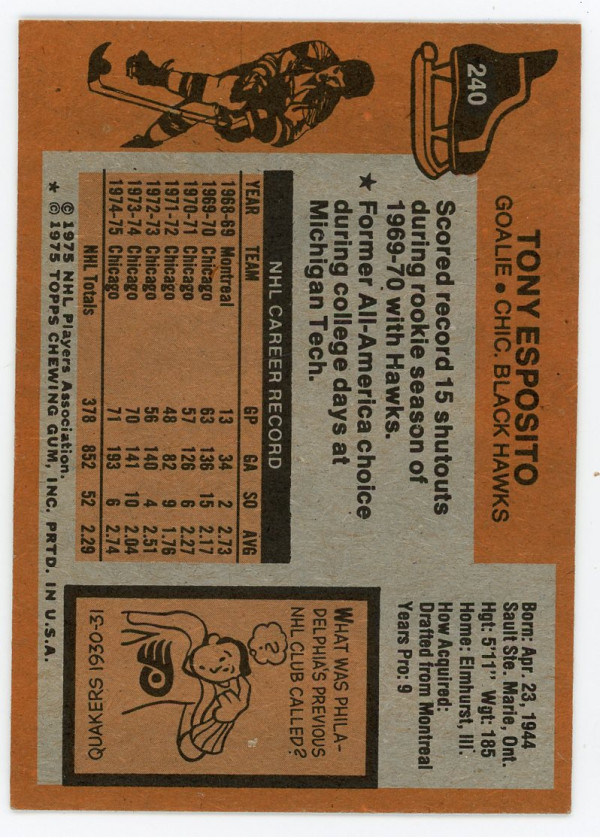 240
TONY ESPOSITO
GOALIE • CHIC. BLACK HAWKS
Scored record 15 shutouts
during rookie season of
1969-70 with Hawks.
★ Former All-America choice
during college days at
Michigan Tech.
Born: Apr. 23, 1944
Sault Ste. Marie, Ont.
Hgt: 5'11" Wgt: 185
Home: Elmhurst, Ill.
How Acquired:
Drafted from Montreal
Years Pro: 9
NHL CAREER RECORD
YEAR TEAM GP GA SO AVG
1968-69 Montreal 13 34 2 2.73
1969-70 Chicago 63 136 15 2.17
1970-71 Chicago 57 126 6 2.27
1971-72 Chicago 48 82 9 1.76
1972-73 Chicago 56 140 4 2.51
1973-74 Chicago 70 141 10 2.04
1974-75 Chicago 71 193 6 2.74
NHL Totals 378 852 52 2.29
WHAT WAS PHILA-
DELPHIA'S PREVIOUS
NHL CLUB CALLED?
?
QUAKERS 1930-31
© 1975 NHL Players Association.
★ © 1975 TOPPS CHEWING GUM, INC. PRTD. IN U.S.A.